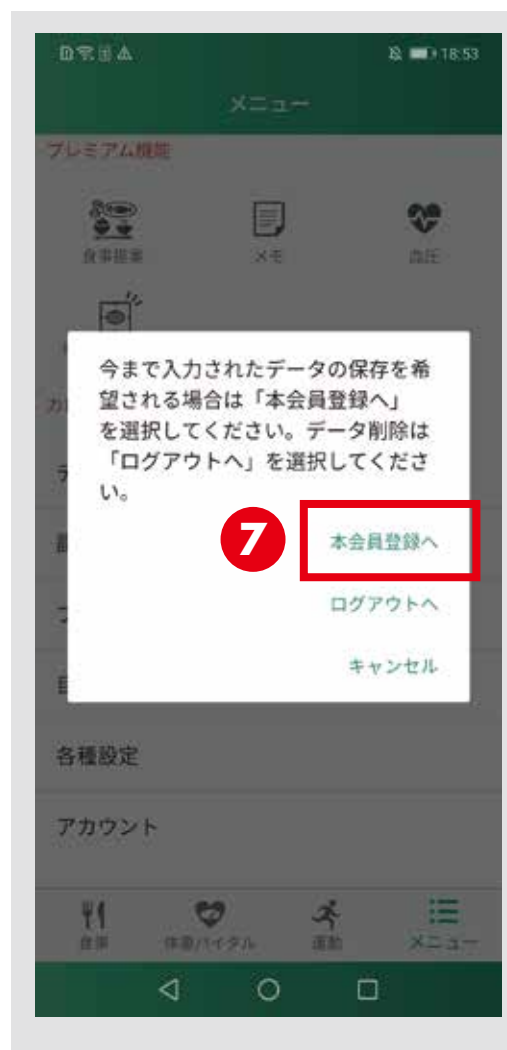 18:53
メニュー
プレミアム機能
食事提案
メモ
血圧
今まで入力されたデータの保存を希
望される場合は「本会員登録へ」
を選択してください。データ削除は
「ログアウトへ」を選択してくださ
い。
7
本会員登録へ
ログアウトへ
キャンセル
各種設定
アカウント
食事
体重/バイタル
運動
メニュー